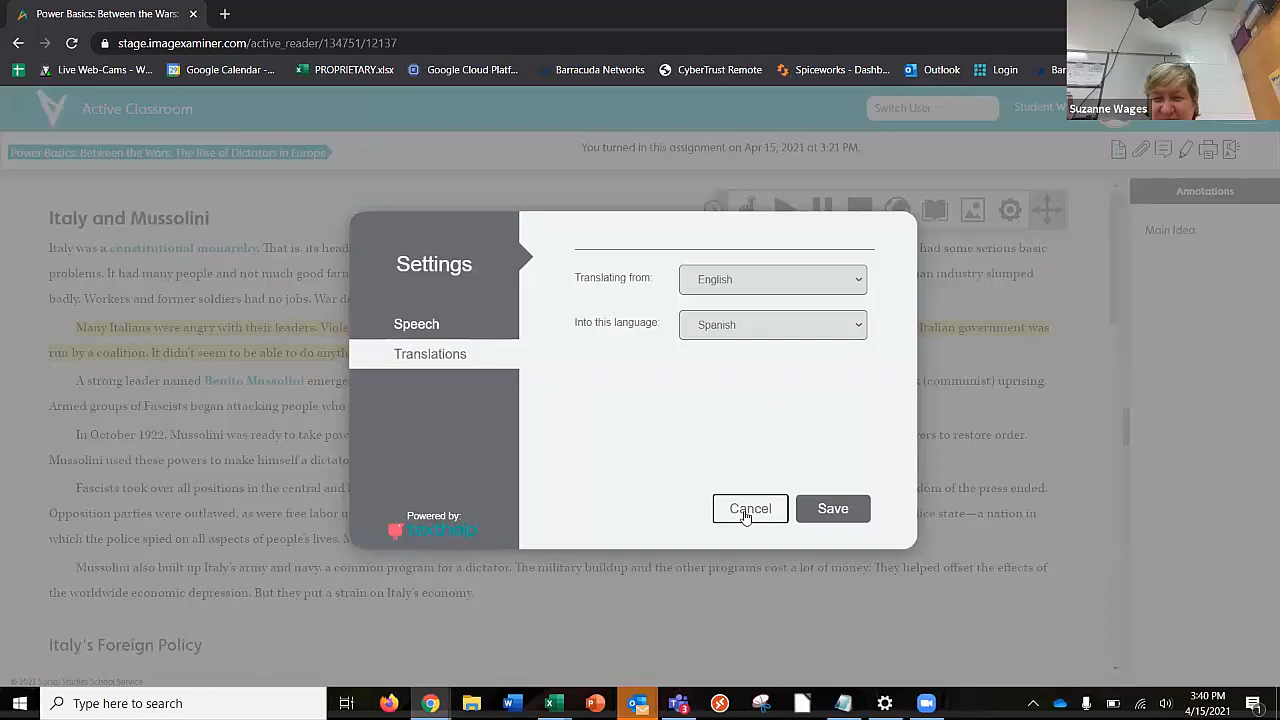 Power Basics: Between the Wars:
stage.imagexaminer.com/active_reader/134751/12137
Live Web-Cams – W...
Google Calendar -...
PROPRIETARY.xlsx
Google Cloud Platf...
Barracuda Networks
CyberTrust Remote
Spiceworks - Dashb...
Outlook
Login
Bar
Suzanne Wages
Active Classroom
Switch User
Student W
Power Basics: Between the Wars: The Rise of Dictators in Europe
You turned in this assignment on Apr 15, 2021 at 3:21 PM.
Annotations
Main Idea
Italy and Mussolini
Italy was a constitutional monarchy. That is, its head
had some serious basic
problems. It had many people and not much good farm
an industry slumped
badly. Workers and former soldiers had no jobs. War de
Many Italians were angry with their leaders. Viole
Italian government was
run by a coalition. It didn't seem to be able to do anyth
A strong leader named Benito Mussolini emerge
(communist) uprising.
Armed groups of Fascists began attacking people who
In October 1922, Mussolini was ready to take pow
ers to restore order.
Mussolini used these powers to make himself a dictato
Fascists took over all positions in the central and l
dom of the press ended.
Opposition parties were outlawed, as were free labor u
lice state—a nation in
which the police spied on all aspects of people's lives. M
Mussolini also built up Italy's army and navy, a common program for a dictator. The military buildup and the other programs cost a lot of money. They helped offset the effects of
the worldwide economic depression. But they put a strain on Italy's economy.
Italy's Foreign Policy
© 2021 Social Studies School Service
Settings
Speech
Translations
Powered by:
texthelp
Translating from:
English
Into this language:
Spanish
Cancel
Save
Type here to search
3:40 PM
4/15/2021